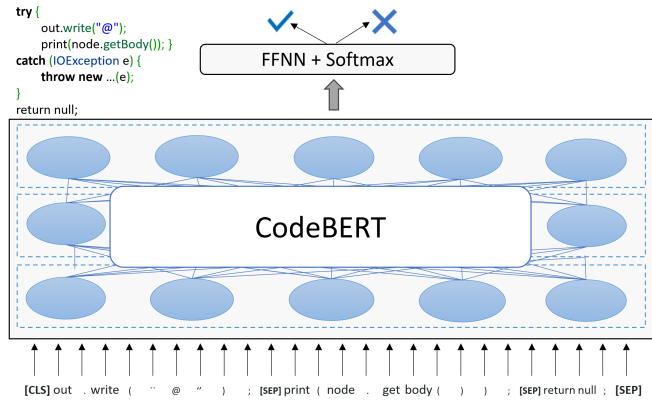 try {
out.write("@");
print(node.getBody()); }
catch (IOException e) {
throw new ...(e);
}
return null;
FFNN + Softmax
CodeBERT
[CLS] out . write ( `` @ '' ) ; [SEP] print ( node . get body ( ) ) ; [SEP] return null ; [SEP]